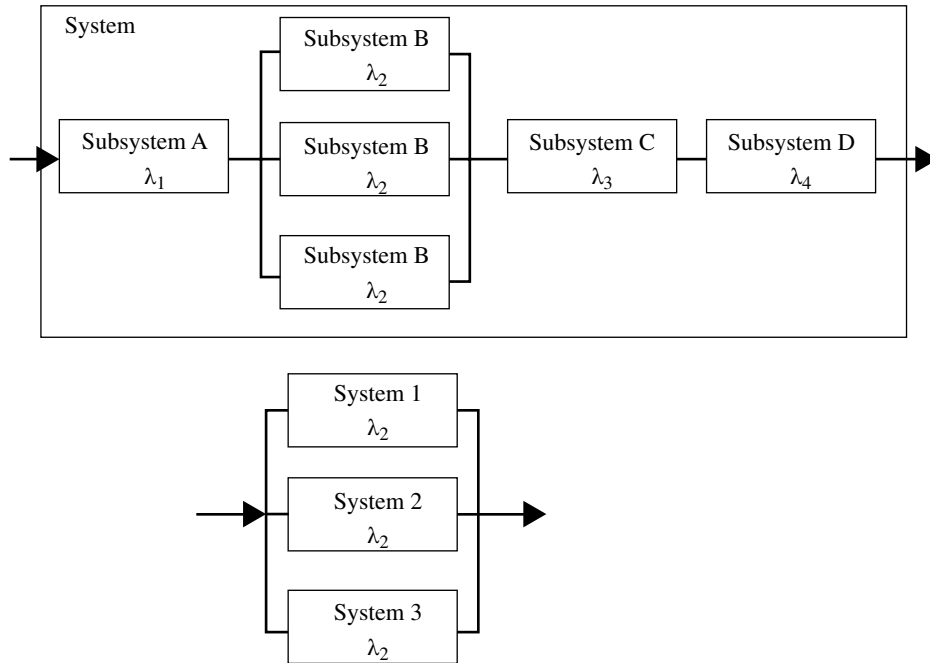 System
Subsystem B
λ₂
Subsystem A
λ₁
Subsystem B
λ₂
Subsystem C
λ₃
Subsystem D
λ₄
Subsystem B
λ₂
System 1
λ₂
System 2
λ₂
System 3
λ₂